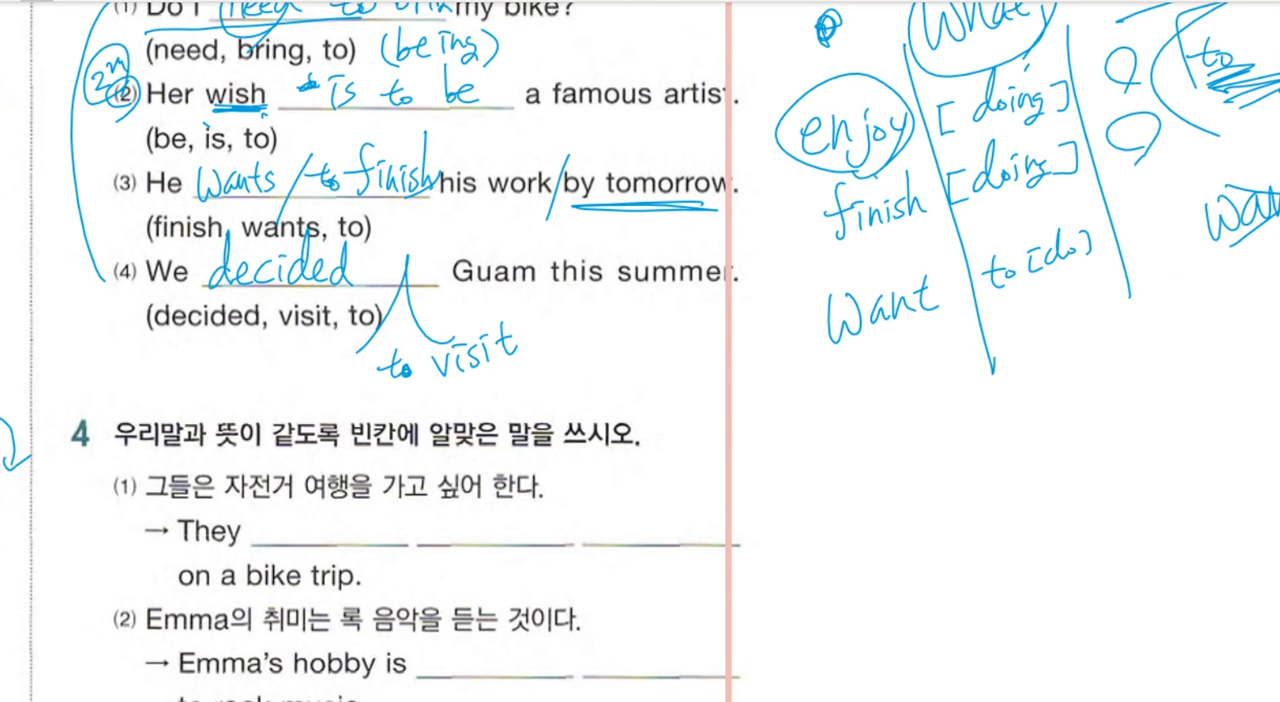 (1) Do I need to bring my bike?
(need, bring, to) (being)
(2) Her wish is to be a famous artist.
(be, is, to)
(3) He wants / to finish his work / by tomorrow.
(finish, wants, to)
(4) We decided Guam this summer.
(decided, visit, to)
to visit
4 우리말과 뜻이 같도록 빈칸에 알맞은 말을 쓰시오.
(1) 그들은 자전거 여행을 가고 싶어 한다.
→ They
on a bike trip.
(2) Emma의 취미는 록 음악을 듣는 것이다.
→ Emma's hobby is
to rock music.
what
enjoy [doing]
finish [doing]
want to [do]
to